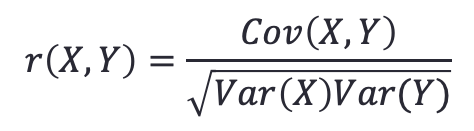 r(X,Y) = Cov(X,Y) / √Var(X)Var(Y)